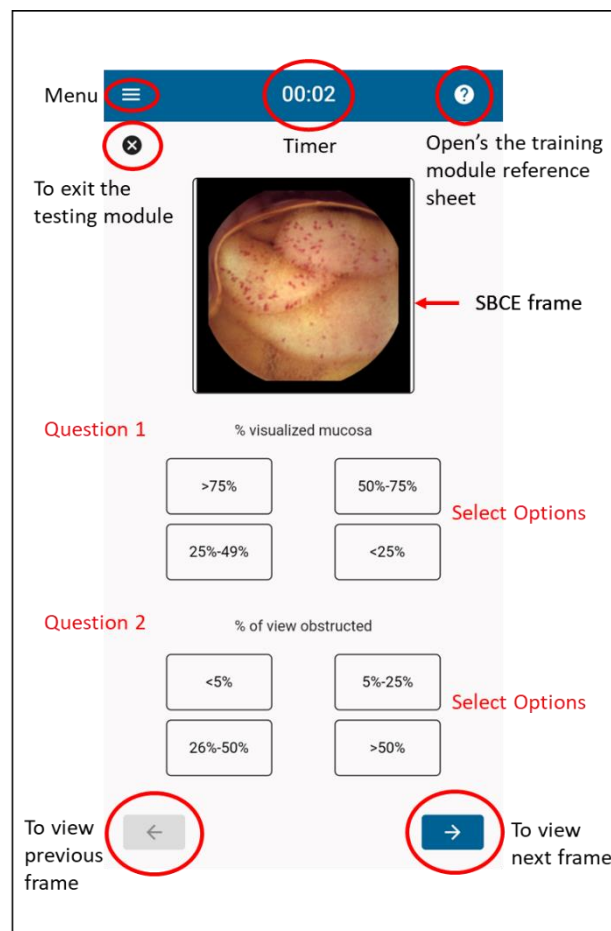 Menu
00:02
Timer
Open's the training
module reference
sheet
To exit the
testing module
SBCE frame
Question 1
% visualized mucosa
>75%
50%-75%
25%-49%
<25%
Select Options
Question 2
% of view obstructed
<5%
5%-25%
26%-50%
>50%
Select Options
To view
previous
frame
To view
next frame